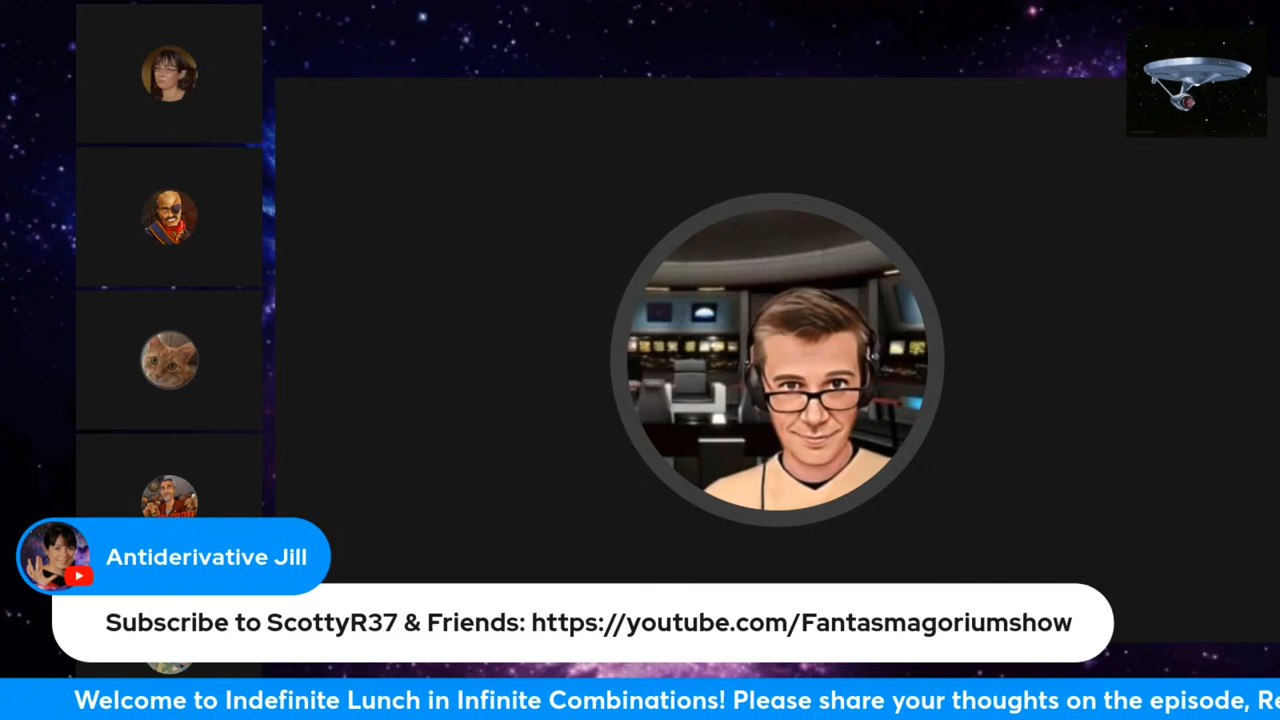 Antiderivative Jill
Subscribe to ScottyR37 & Friends: https://youtube.com/Fantasmagoriumshow
Welcome to Indefinite Lunch in Infinite Combinations! Please share your thoughts on the episode,